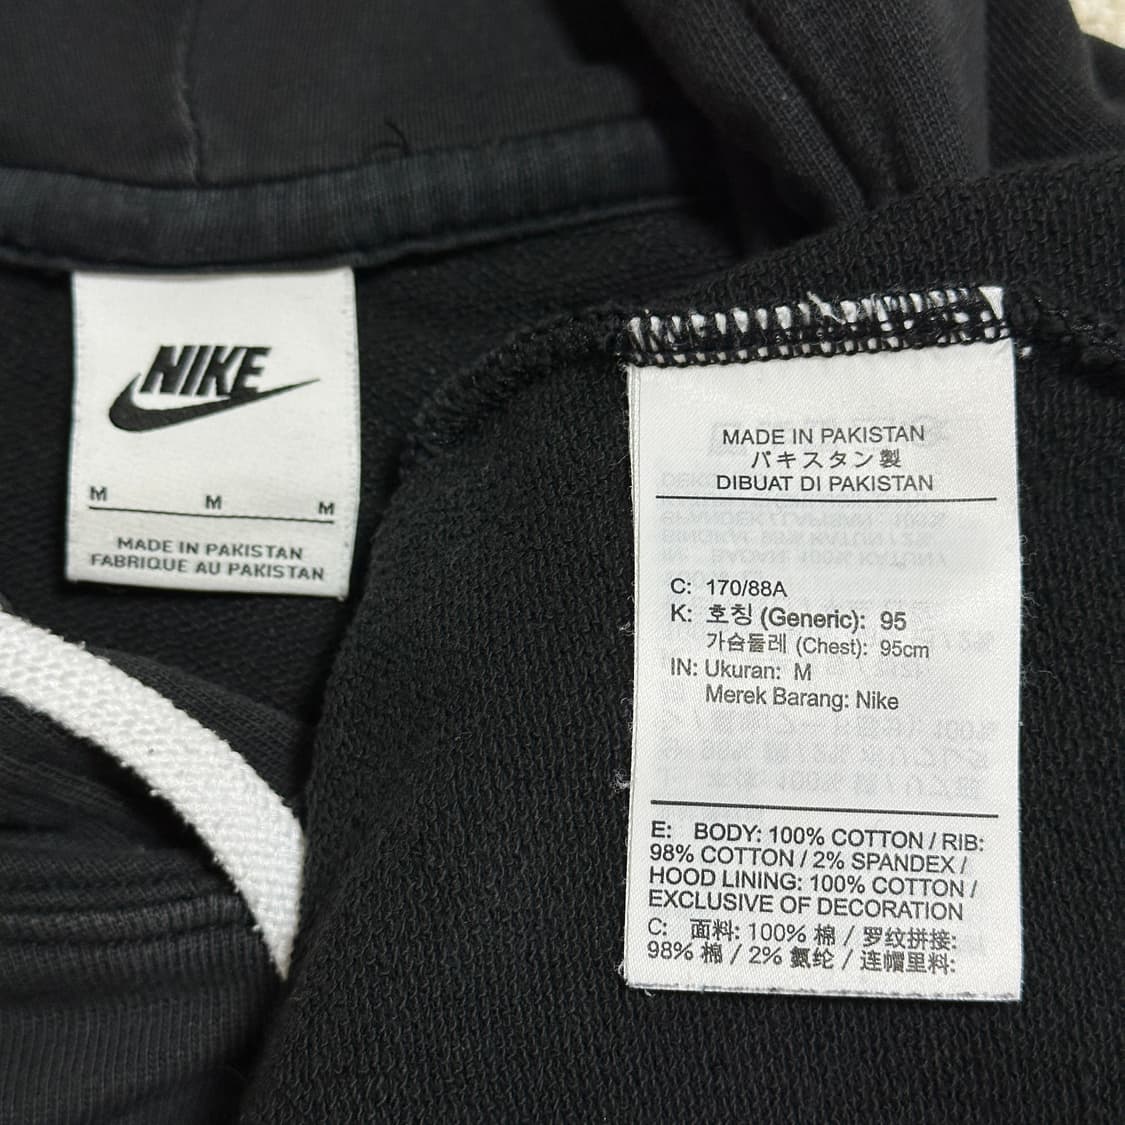 NIKE
M M M
MADE IN PAKISTAN
FABRIQUE AU PAKISTAN
MADE IN PAKISTAN
パキスタン製
DIBUAT DI PAKISTAN
C: 170/88A
K: 호칭 (Generic): 95
가슴둘레 (Chest): 95cm
IN: Ukuran: M
Merek Barang: Nike
E: BODY: 100% COTTON / RIB:
98% COTTON / 2% SPANDEX /
HOOD LINING: 100% COTTON /
EXCLUSIVE OF DECORATION
C: 面料: 100% 棉 / 罗纹拼接:
98% 棉 / 2% 氨纶 / 连帽里料: